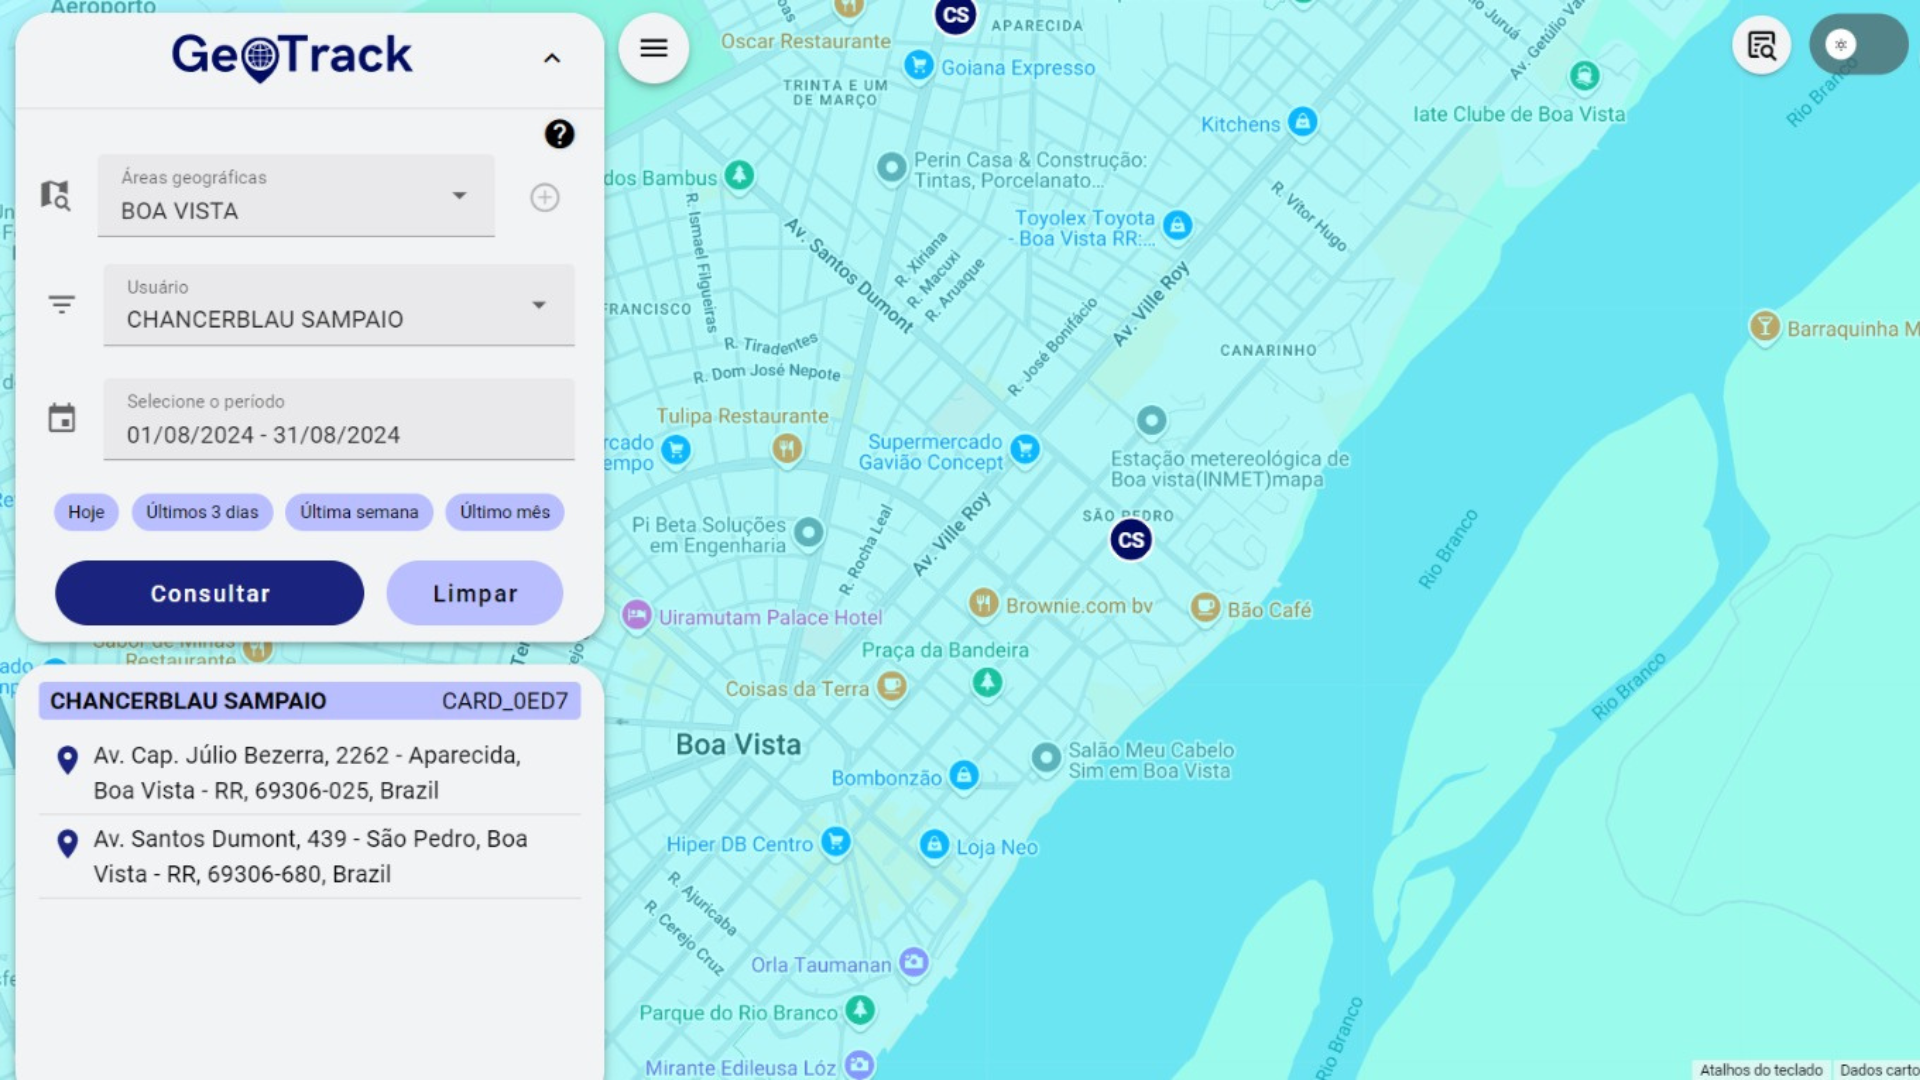 GeoTrack
Áreas geográficas
BOA VISTA
Usuário
CHANCERBLAU SAMPAIO
Selecione o período
01/08/2024 - 31/08/2024
Hoje
Últimos 3 dias
Última semana
Último mês
Consultar
Limpar
CHANCERBLAU SAMPAIO CARD_0ED7
Av. Cap. Júlio Bezerra, 2262 - Aparecida,
Boa Vista - RR, 69306-025, Brazil
Av. Santos Dumont, 439 - São Pedro, Boa
Vista - RR, 69306-680, Brazil
Aeroporto
Restaurante
CS
APARECIDA
Oscar Restaurante
Goiana Expresso
TRINTA E UM
DE MARÇO
Kitchens
Iate Clube de Boa Vista
Rio Branco
Av. Getúlio
dos Bambus
Perin Casa & Construção:
Tintas, Porcelanato...
R. Vitor Hugo
Toyolex Toyota
- Boa Vista RR:...
R. Ismael Filgueiras
Av. Santos Dumont
R. Xiriana
R. Macuxi
R. Aruaque
Av. Ville Roy
R. José Bonifácio
FRANCISCO
R. Tiradentes
R. Dom José Nepote
CANARINHO
Barraquinha M
Tulipa Restaurante
Supermercado
Gavião Concept
Estação metereológica de
Boa vista(INMET)mapa
SÃO PEDRO
CS
Pi Beta Soluções
em Engenharia
R. Rocha Leal
Av. Ville Roy
Rio Branco
Brownie.com bv
Bão Café
Uiramutam Palace Hotel
Praça da Bandeira
Coisas da Terra
Rio Branco
Boa Vista
Salão Meu Cabelo
Sim em Boa Vista
Bombonzão
Hiper DB Centro
Loja Neo
R. Ajuricaba
R. Cerejo Cruz
Orla Taumanan
Parque do Rio Branco
Rio Branco
Mirante Edileusa Lóz
Atalhos do teclado
Dados carto